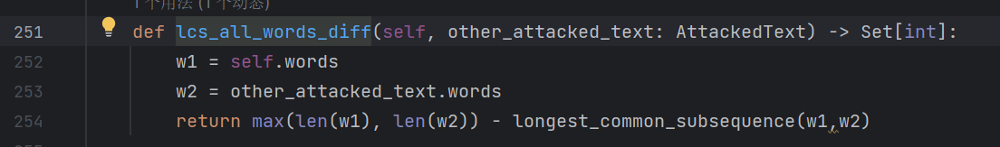 1 个用法 (1 个动态)
251 def lcs_all_words_diff(self, other_attacked_text: AttackedText) -> Set[int]:
252 w1 = self.words
253 w2 = other_attacked_text.words
254 return max(len(w1), len(w2)) - longest_common_subsequence(w1,w2)